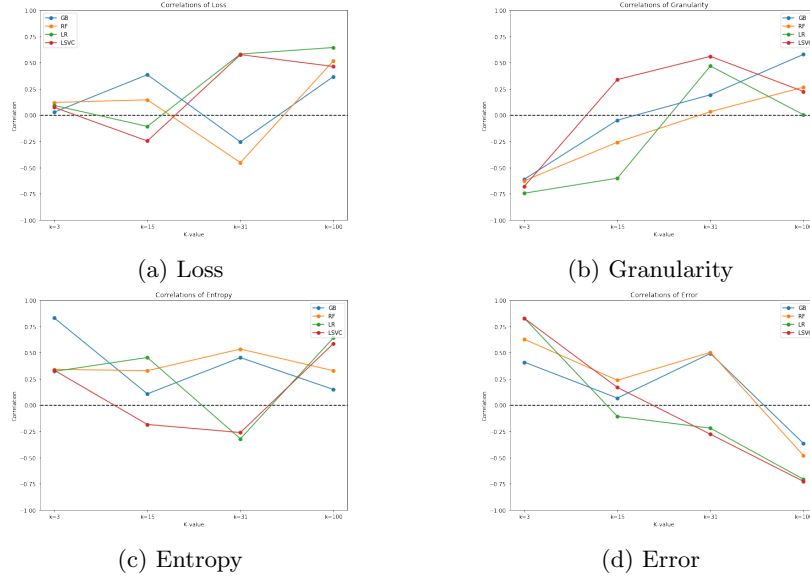 Correlations of Loss
GB
RF
LR
LSVC
1.00
0.75
0.50
0.25
0.00
−0.25
−0.50
−0.75
−1.00
Correlation
k=3 k=15 k=31 k=100
K-value
(a) Loss
Correlations of Granularity
GB
RF
LR
LSVC
1.00
0.75
0.50
0.25
0.00
−0.25
−0.50
−0.75
−1.00
Correlation
k=3 k=15 k=31 k=100
K-value
(b) Granularity
Correlations of Entropy
GB
RF
LR
LSVC
1.00
0.75
0.50
0.25
0.00
−0.25
−0.50
−0.75
−1.00
Correlation
k=3 k=15 k=31 k=100
K-value
(c) Entropy
Correlations of Error
GB
RF
LR
LSVC
1.00
0.75
0.50
0.25
0.00
−0.25
−0.50
−0.75
−1.00
Correlation
k=3 k=15 k=31 k=100
K-value
(d) Error